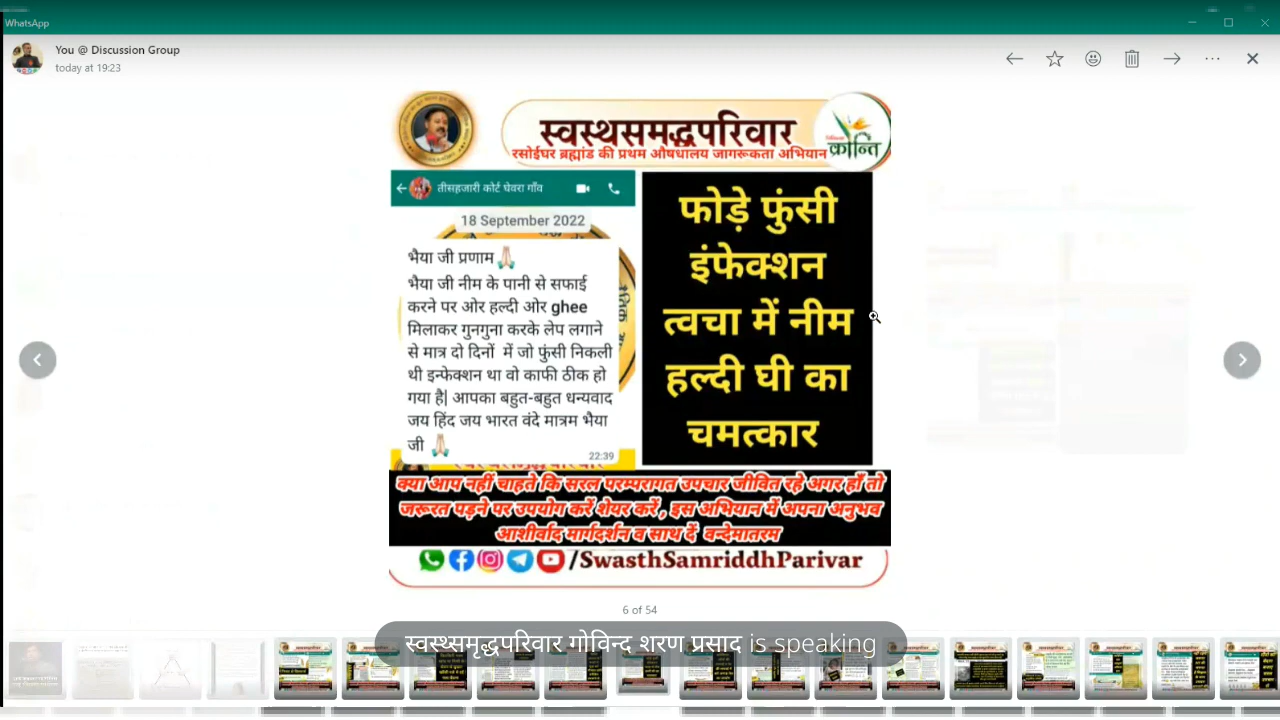 WhatsApp
You @ Discussion Group
today at 19:23
स्वस्थसमृद्धपरिवार
रसोईघर ब्रह्मांड की प्रथम औषधालय जागरूकता अभियान
क्रान्ति
तीसहजारी कोर्ट घेवरा गाँव
18 September 2022
भैया जी प्रणाम🙏🏻
भैया जी नीम के पानी से सफाई
करने पर ओर हल्दी ओर ghee
मिलाकर गुनगुना करके लेप लगाने
से मात्र दो दिनों में जो फुंसी निकली
थी इन्फेक्शन था वो काफी ठीक हो
गया है| आपका बहुत-बहुत धन्यवाद
जय हिंद जय भारत वंदे मात्रम भैया
जी 🙏🏻
22:39
फोड़े फुंसी
इंफेक्शन
त्वचा में नीम
हल्दी घी का
चमत्कार
क्या आप नहीं चाहते कि सरल परम्परागत उपचार जीवित रहे अगर हाँ तो
जरूरत पड़ने पर उपयोग करें शेयर करें , इस अभियान में अपना अनुभव
आशीर्वाद मार्गदर्शन व साथ दें वन्देमातरम
/SwasthSamriddhParivar
6 of 54
स्वस्थ्समृद्धपरिवार गोविन्द शरण प्रसाद is speaking